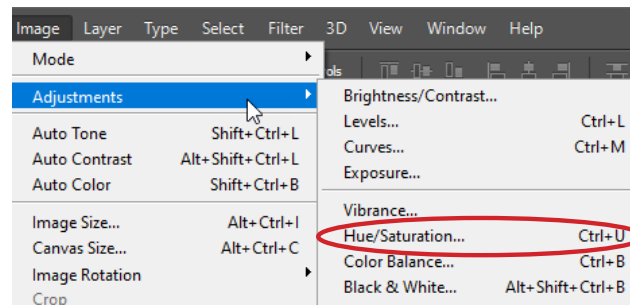 Image Layer Type Select Filter 3D View Window Help
Mode
ols
Adjustments
Auto Tone Shift+Ctrl+L
Auto Contrast Alt+Shift+Ctrl+L
Auto Color Shift+Ctrl+B
Image Size... Alt+Ctrl+I
Canvas Size... Alt+Ctrl+C
Image Rotation
Crop
Brightness/Contrast...
Levels... Ctrl+L
Curves... Ctrl+M
Exposure...
Vibrance...
Hue/Saturation... Ctrl+U
Color Balance... Ctrl+B
Black & White... Alt+Shift+Ctrl+B